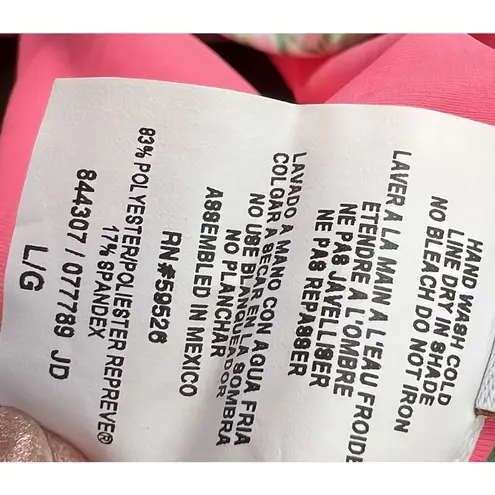 HAND WASH COLD
LINE DRY IN SHADE
NO BLEACH DO NOT IRON
LAVER A LA MAIN A L'EAU FROIDE
ETENDRE A L'OMBRE
NE PAS JAVELLISER
NE PAS REPASSER
LAVADO A MANO CON AGUA FRIA
COLGAR A SECAR EN LA SOMBRA
NO USE BLANQUEADOR
NO PLANCHAR
ASSEMBLED IN MEXICO
RN #59526
83% POLYESTER/POLIESTER REPREVE®
17% SPANDEX
844307 / 077789 JD
L/G